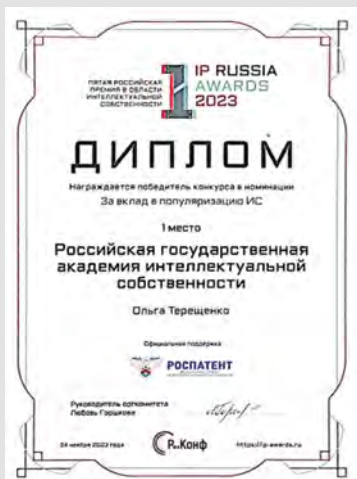 ПЯТАЯ РОССИЙСКАЯ
ПРЕМИЯ В ОБЛАСТИ
ИНТЕЛЛЕКТУАЛЬНОЙ
СОБСТВЕННОСТИ
IP RUSSIA
AWARDS
2023
ДИПЛОМ
Награждается победитель конкурса в номинации
За вклад в популяризацию ИС
1 место
Российская государственная
академия интеллектуальной
собственности
Ольга Терещенко
Официальная поддержка
РОСПАТЕНТ
Руководитель оргкомитета
Любовь Горшкова
24 ноября 2023 года
РоКонф
https://ip-awards.ru